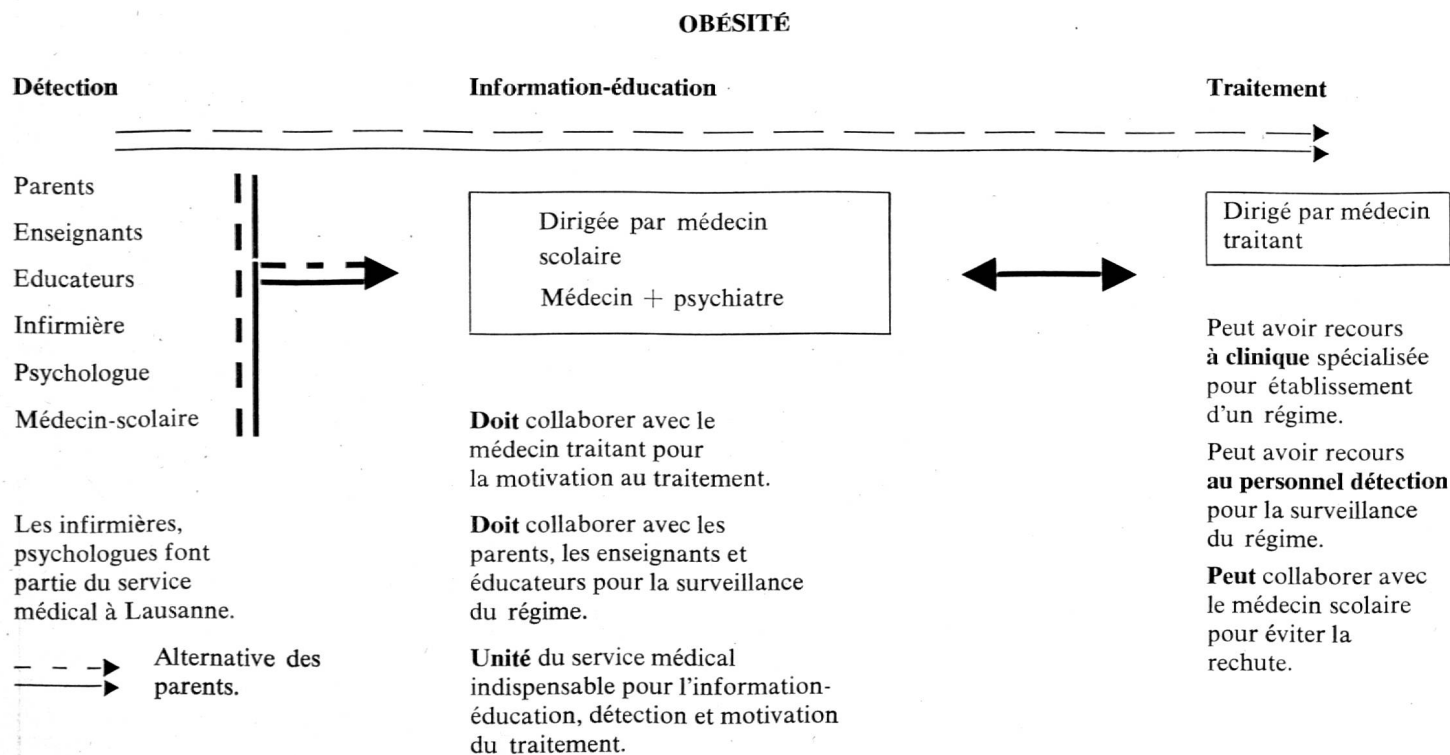 OBÉSITÉ
Détection
Information-éducation
Traitement
Parents
Enseignants
Educateurs
Infirmière
Psychologue
Médecin-scolaire
Les infirmières,
psychologues font
partie du service
médical à Lausanne.
Alternative des
parents.
Dirigée par médecin
scolaire
Médecin + psychiatre
Doit collaborer avec le
médecin traitant pour
la motivation au traitement.
Doit collaborer avec les
parents, les enseignants et
éducateurs pour la surveillance
du régime.
Unité du service médical
indispensable pour l'information-
éducation, détection et motivation
du traitement.
Dirigé par médecin
traitant
Peut avoir recours
à clinique spécialisée
pour établissement
d'un régime.
Peut avoir recours
au personnel détection
pour la surveillance
du régime.
Peut collaborer avec
le médecin scolaire
pour éviter la
rechute.